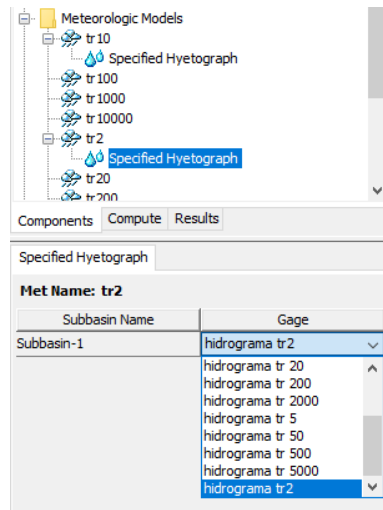 Meteorologic Models
tr10
Specified Hyetograph
tr100
tr1000
tr10000
tr2
Specified Hyetograph
tr20
tr200
Components Compute Results
Specified Hyetograph
Met Name: tr2
Subbasin Name Gage
Subbasin-1 hidrograma tr2
hidrograma tr 20
hidrograma tr 200
hidrograma tr 2000
hidrograma tr 5
hidrograma tr 50
hidrograma tr 500
hidrograma tr 5000
hidrograma tr2